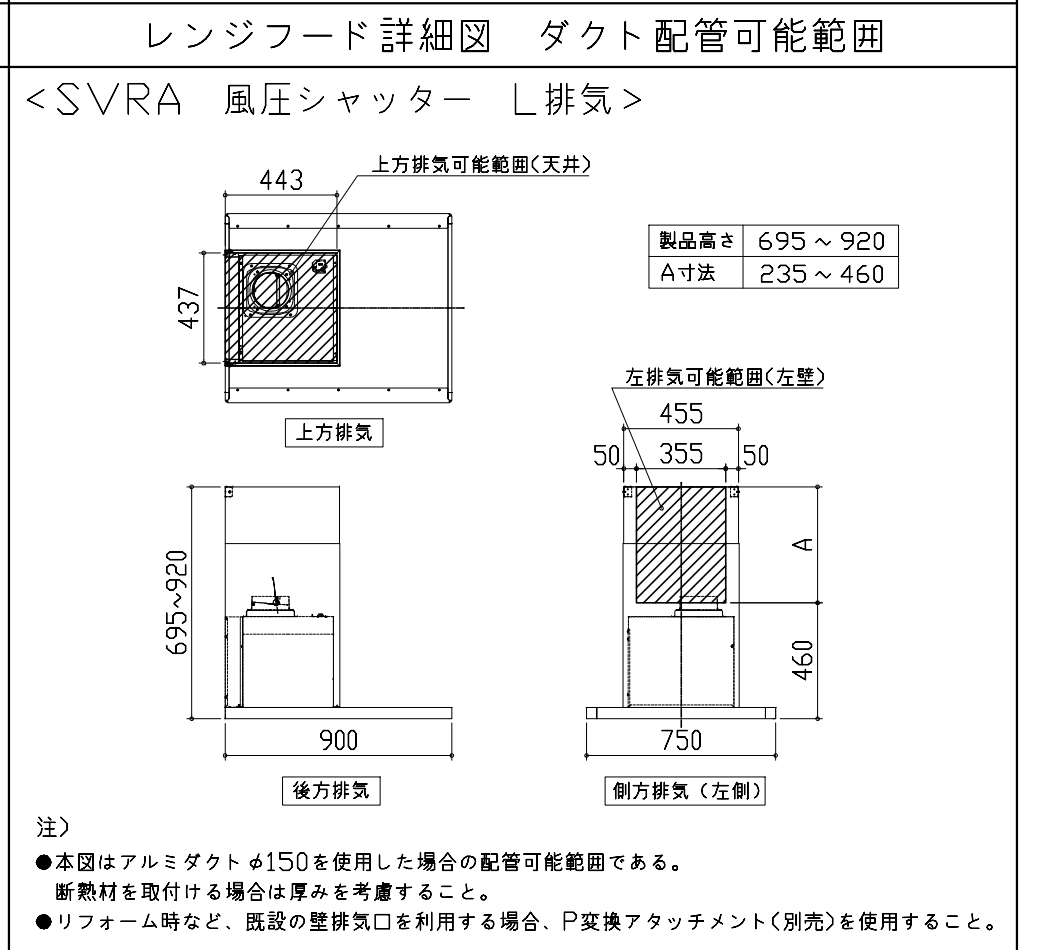 レンジフード詳細図　ダクト配管可能範囲
<SVRA　風圧シャッター　L排気>
上方排気可能範囲(天井)
443
437
上方排気
製品高さ 695～920
A寸法 235～460
左排気可能範囲(左壁)
455
50 355 50
A
460
750
側方排気(左側)
695~920
900
後方排気
注)
●本図はアルミダクトφ150を使用した場合の配管可能範囲である。
断熱材を取付ける場合は厚みを考慮すること。
●リフォーム時など、既設の壁排気口を利用する場合、P変換アタッチメント(別売)を使用すること。